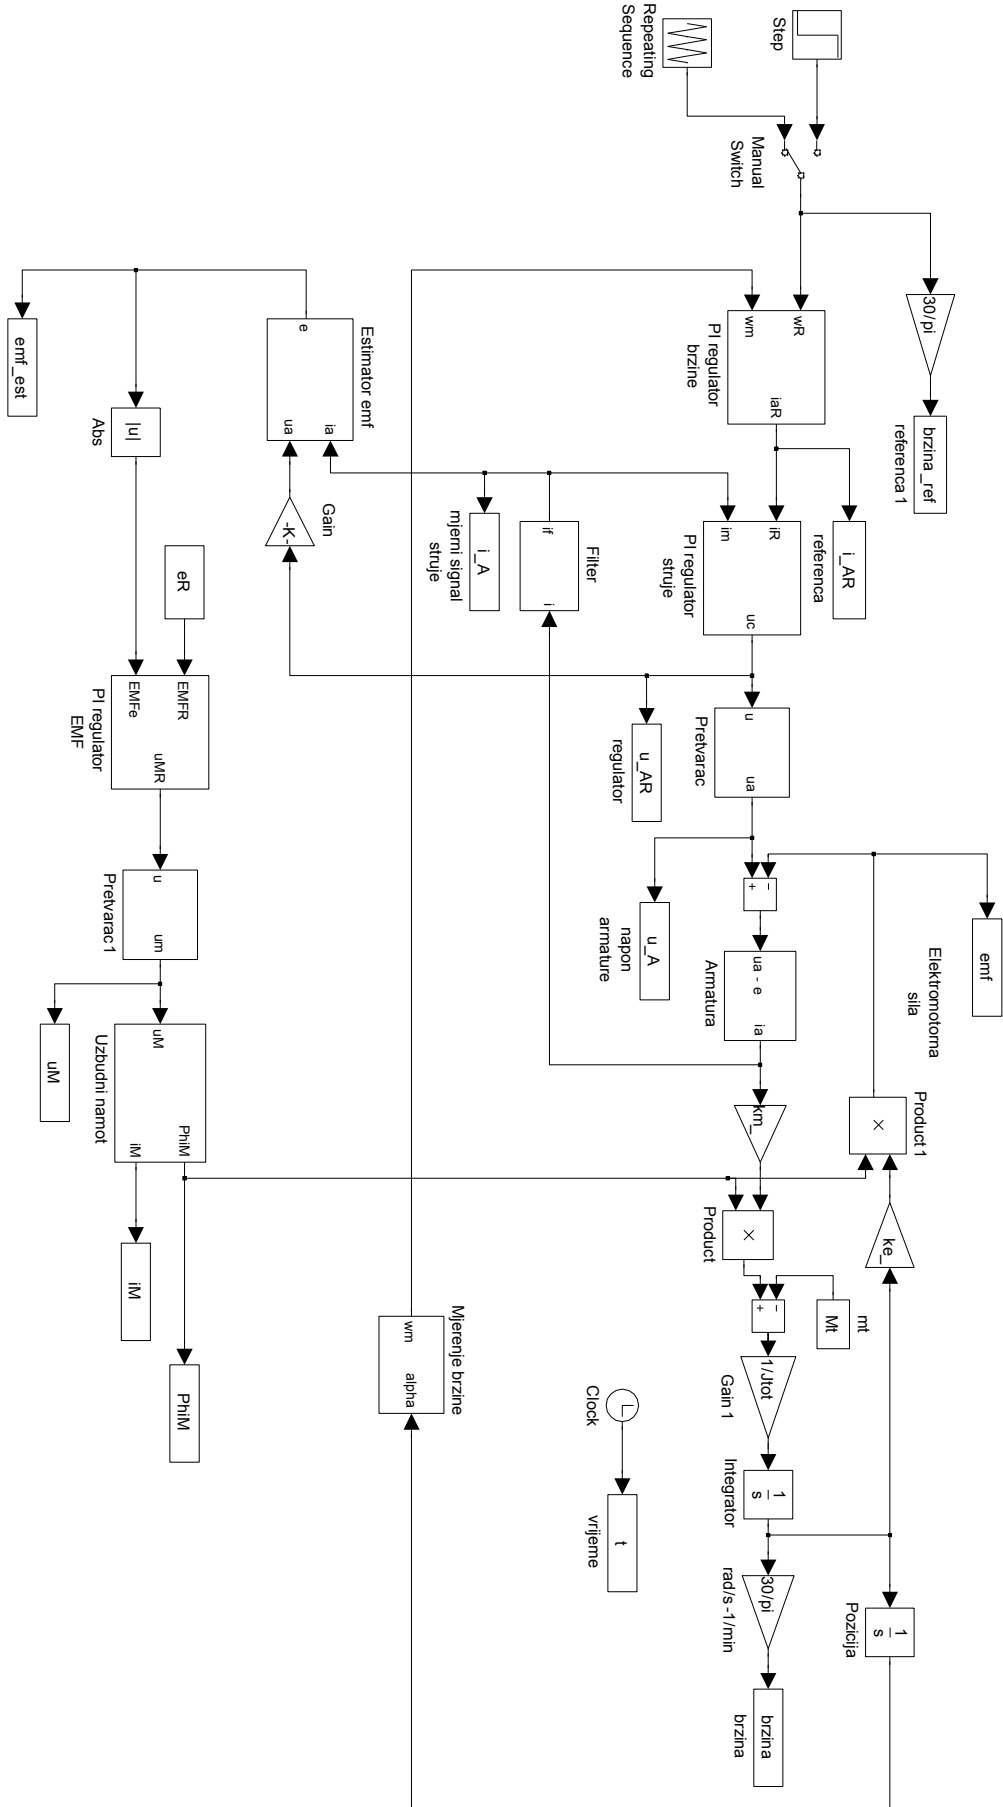 Step
Repeating
Sequence
Manual
Switch
30/pi
brzina_ref
referenca 1
wR
wm
iaR
PI regulator
brzine
i_AR
referenca
iR
im
uc
PI regulator
struje
u_AR
regulator
u
ua
Pretvarac
u_A
napon
armature
−
+
ua - e
ia
Armatura
emf
Elektromotorna
sila
Product 1
×
ke_
km_
×
Product
mt
Mt
−
+
1/Jtot
Gain 1
1
s
Integrator
30/pi
rad/s -1/min
brzina
brzina
1
s
Pozicija
Clock
t
vrijeme
Mjerenje brzine
wm
alpha
Filter
if
i
i_A
mjerni signal
struje
Estimator emf
e
ia
ua
Gain
-K-
emf_est
|u|
Abs
eR
EMFR
EMFe
uMR
PI regulator
EMF
u
um
Pretvarac 1
uM
uM
PhiM
iM
Uzbudni namot
iM
PhiM